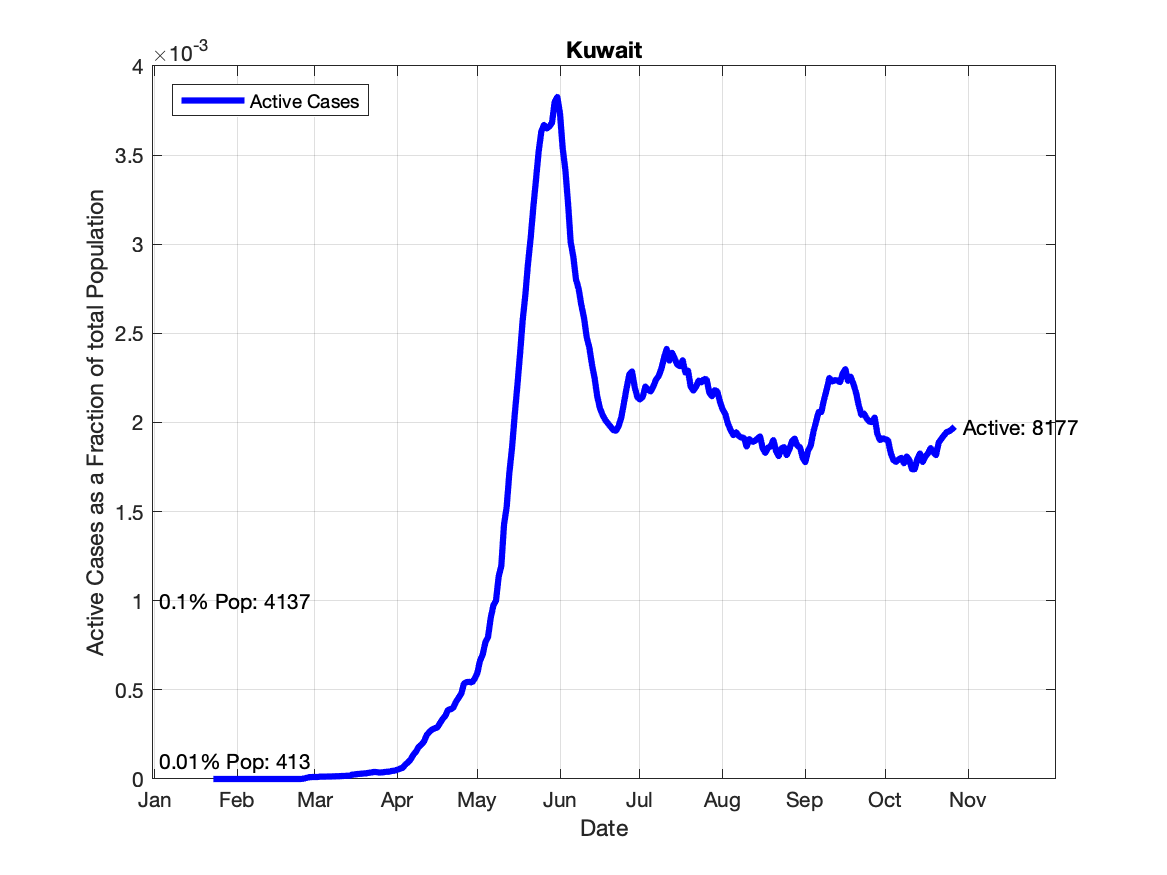 Kuwait
×10-3
Active Cases
4
3.5
3
2.5
2
1.5
1
0.5
0
Active Cases as a Fraction of total Population
Active: 8177
0.1% Pop: 4137
0.01% Pop: 413
Jan Feb Mar Apr May Jun Jul Aug Sep Oct Nov
Date